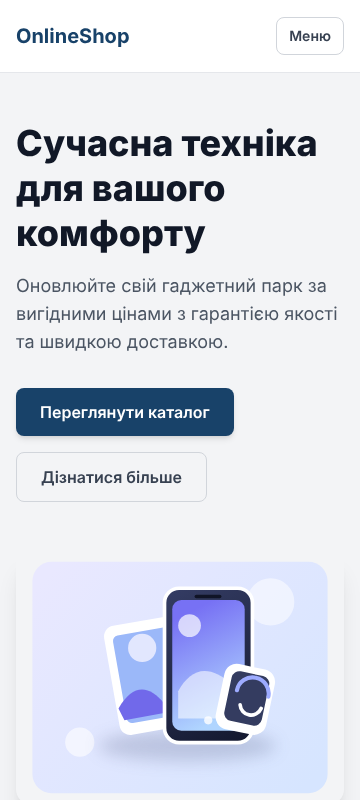 OnlineShop
Меню
Сучасна техніка
для вашого
комфорту
Оновлюйте свій гаджетний парк за
вигідними цінами з гарантією якості
та швидкою доставкою.
Переглянути каталог
Дізнатися більше